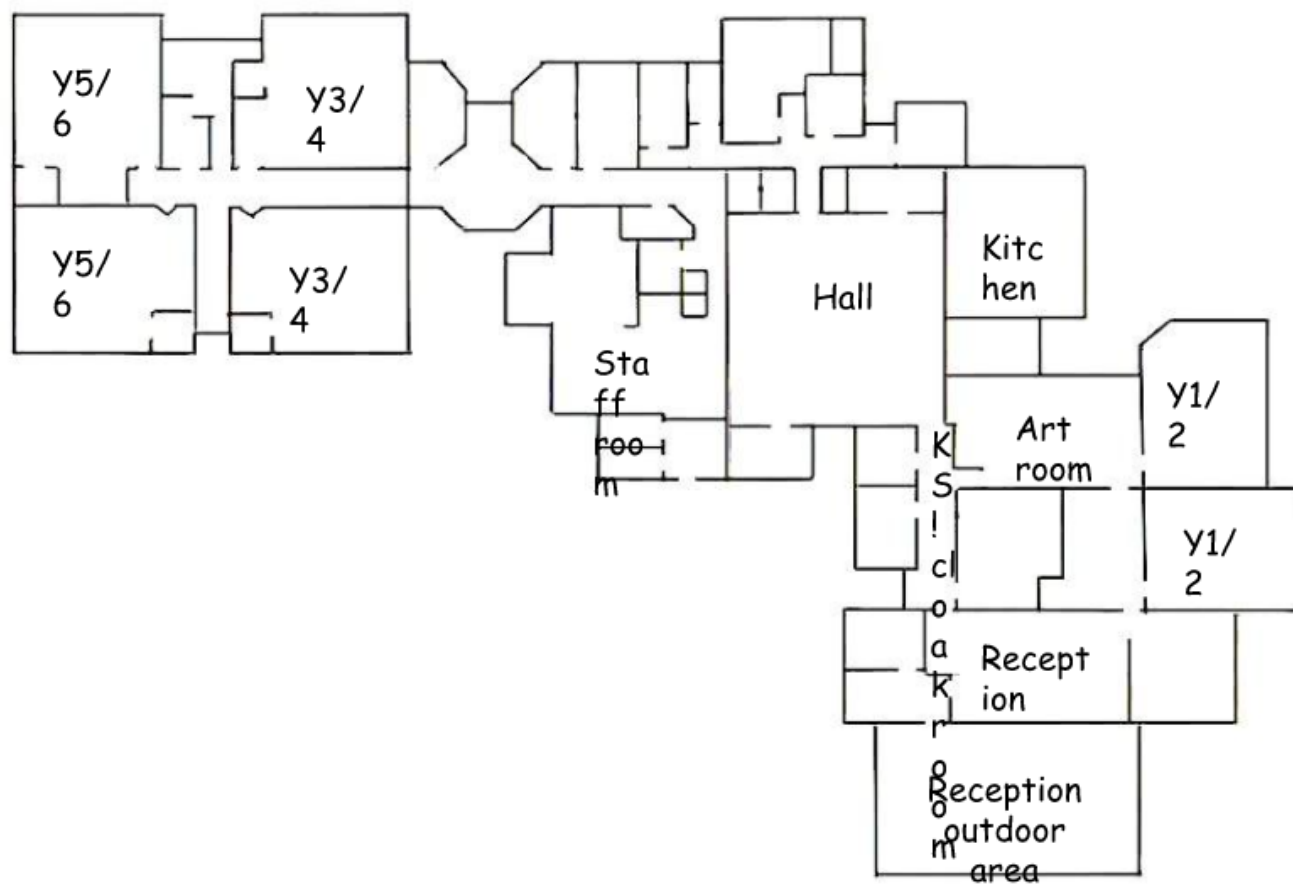 Y5/
6
Y3/
4
Y5/
6
Y3/
4
Hall
Kitc
hen
Sta
ff
roo
m
Art
room
Y1/
2
Y1/
2
K
S
!
cl
o
a
k
r
o
o
m
Recept
ion
Reception
outdoor
area